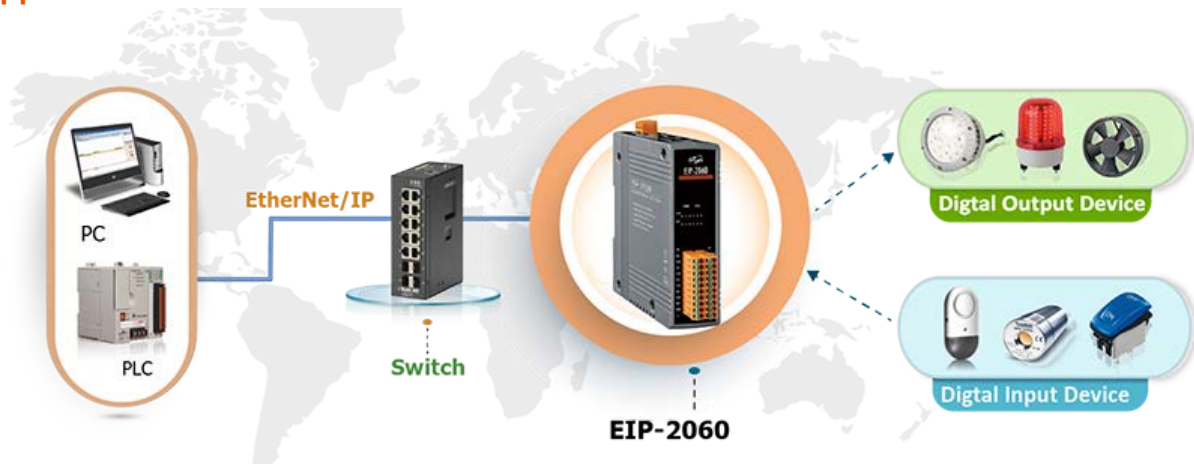 PC
PLC
EtherNet/IP
Switch
EIP-2060
EIP-2060
Digtal Output Device
Digtal Input Device